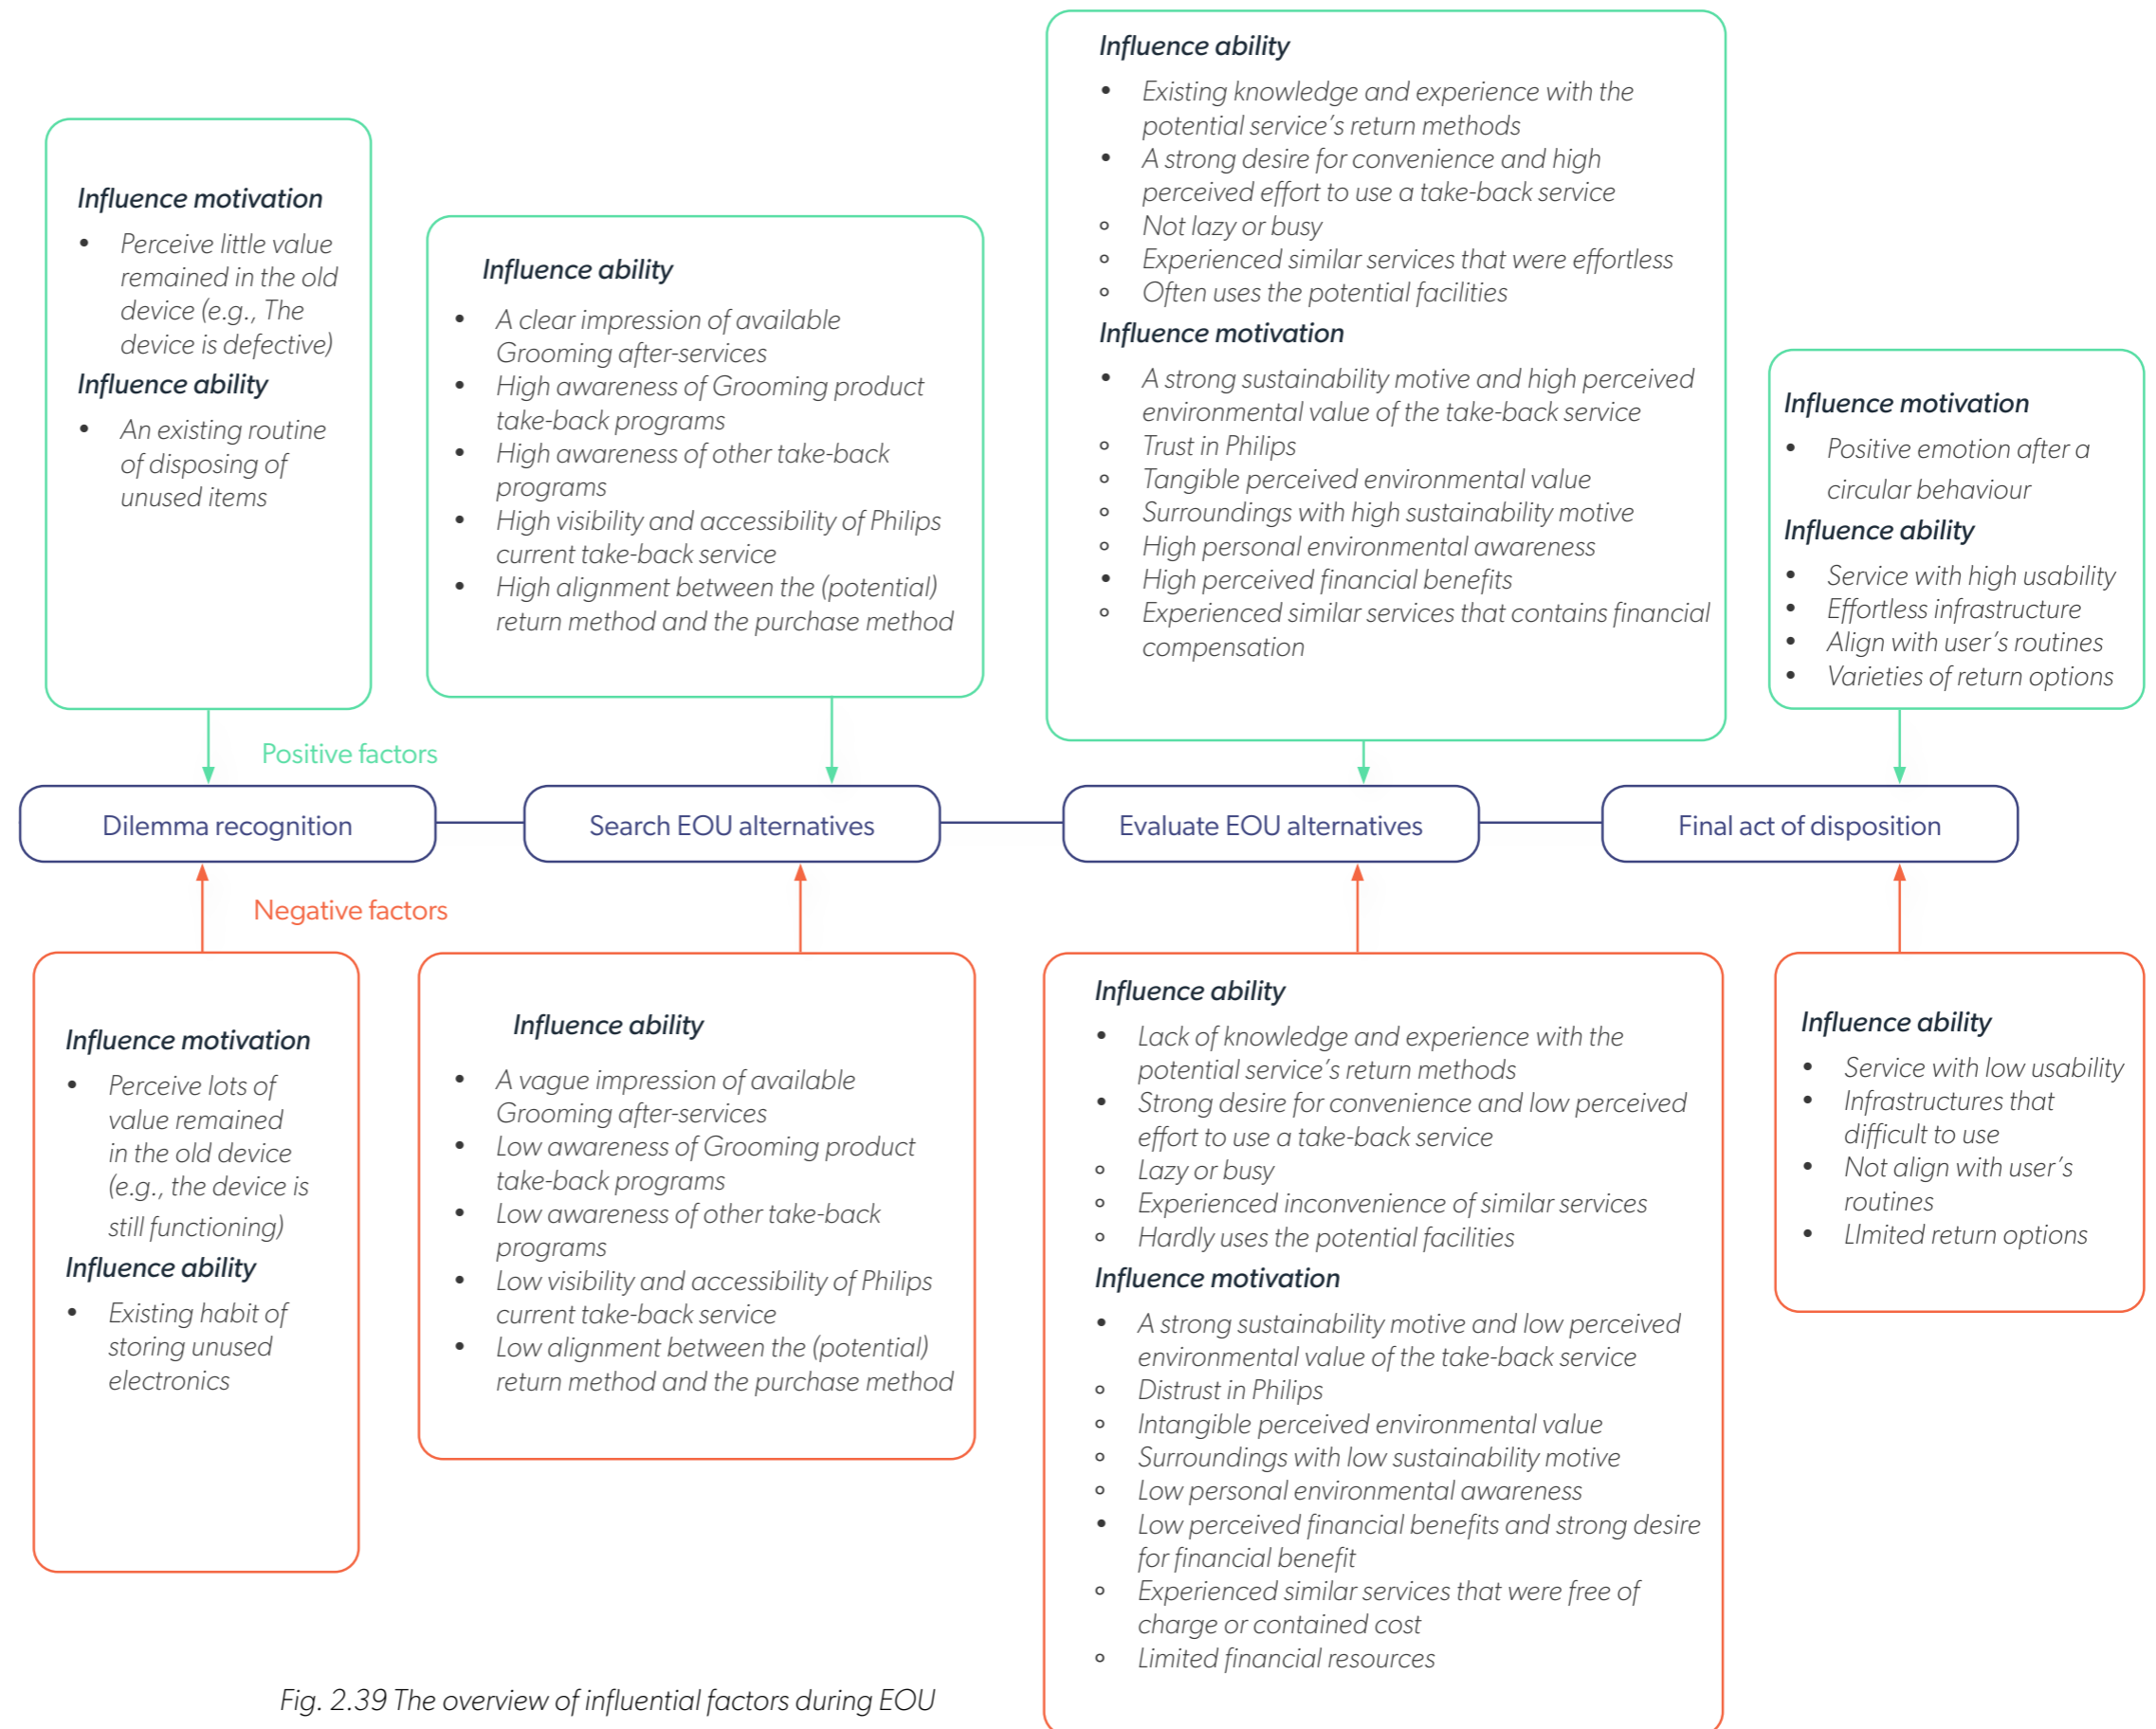 Influence motivation
• Perceive little value
remained in the old
device (e.g., The
device is defective)
Influence ability
• An existing routine
of disposing of
unused items
Influence ability
• A clear impression of available
Grooming after-services
• High awareness of Grooming product
take-back programs
• High awareness of other take-back
programs
• High visibility and accessibility of Philips
current take-back service
• High alignment between the (potential)
return method and the purchase method
Influence ability
• Existing knowledge and experience with the
potential service’s return methods
• A strong desire for convenience and high
perceived effort to use a take-back service
° Not lazy or busy
° Experienced similar services that were effortless
° Often uses the potential facilities
Influence motivation
• A strong sustainability motive and high perceived
environmental value of the take-back service
° Trust in Philips
° Tangible perceived environmental value
° Surroundings with high sustainability motive
° High personal environmental awareness
• High perceived financial benefits
° Experienced similar services that contains financial
compensation
Influence motivation
• Positive emotion after a
circular behaviour
Influence ability
• Service with high usability
• Effortless infrastructure
• Align with user’s routines
• Varieties of return options
Positive factors
Dilemma recognition
Search EOU alternatives
Evaluate EOU alternatives
Final act of disposition
Negative factors
Influence motivation
• Perceive lots of
value remained
in the old device
(e.g., the device is
still functioning)
Influence ability
• Existing habit of
storing unused
electronics
Influence ability
• A vague impression of available
Grooming after-services
• Low awareness of Grooming product
take-back programs
• Low awareness of other take-back
programs
• Low visibility and accessibility of Philips
current take-back service
• Low alignment between the (potential)
return method and the purchase method
Influence ability
• Lack of knowledge and experience with the
potential service’s return methods
• Strong desire for convenience and low perceived
effort to use a take-back service
° Lazy or busy
° Experienced inconvenience of similar services
° Hardly uses the potential facilities
Influence motivation
• A strong sustainability motive and low perceived
environmental value of the take-back service
° Distrust in Philips
° Intangible perceived environmental value
° Surroundings with low sustainability motive
° Low personal environmental awareness
• Low perceived financial benefits and strong desire
for financial benefit
° Experienced similar services that were free of
charge or contained cost
° Limited financial resources
Influence ability
• Service with low usability
• Infrastructures that
difficult to use
• Not align with user’s
routines
• LImited return options
Fig. 2.39 The overview of influential factors during EOU